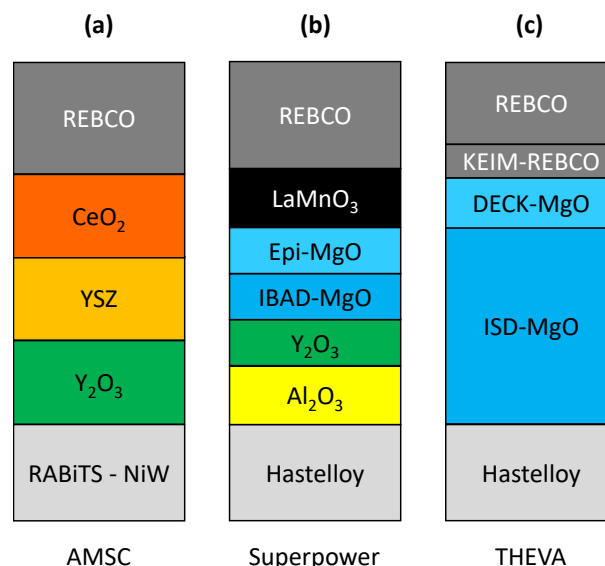 (a)
REBCO
CeO₂
YSZ
Y₂O₃
RABiTS - NiW
AMSC
(b)
REBCO
LaMnO₃
Epi-MgO
IBAD-MgO
Y₂O₃
Al₂O₃
Hastelloy
Superpower
(c)
REBCO
KEIM-REBCO
DECK-MgO
ISD-MgO
Hastelloy
THEVA